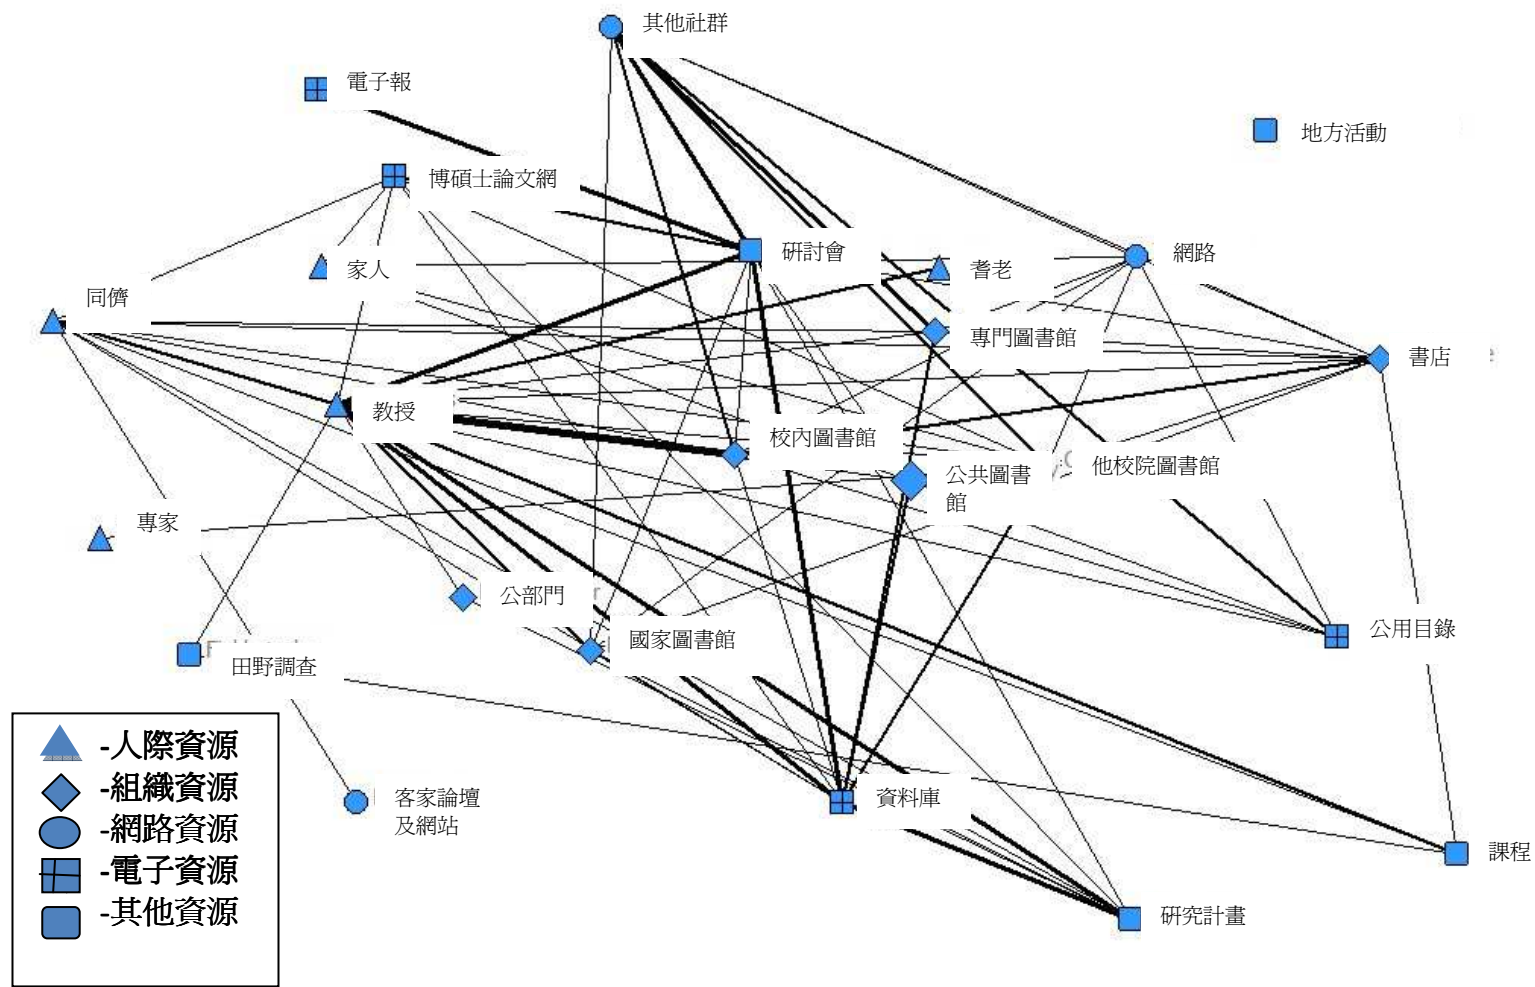 其他社群
電子報
地方活動
博碩士論文網
研討會
網路
家人
耆老
同儕
專門圖書館
書店
教授
校內圖書館
他校院圖書館
公共圖書
館
專家
公部門
公用目錄
國家圖書館
田野調查
-人際資源
-組織資源
-網路資源
-電子資源
-其他資源
客家論壇
及網站
資料庫
課程
研究計畫